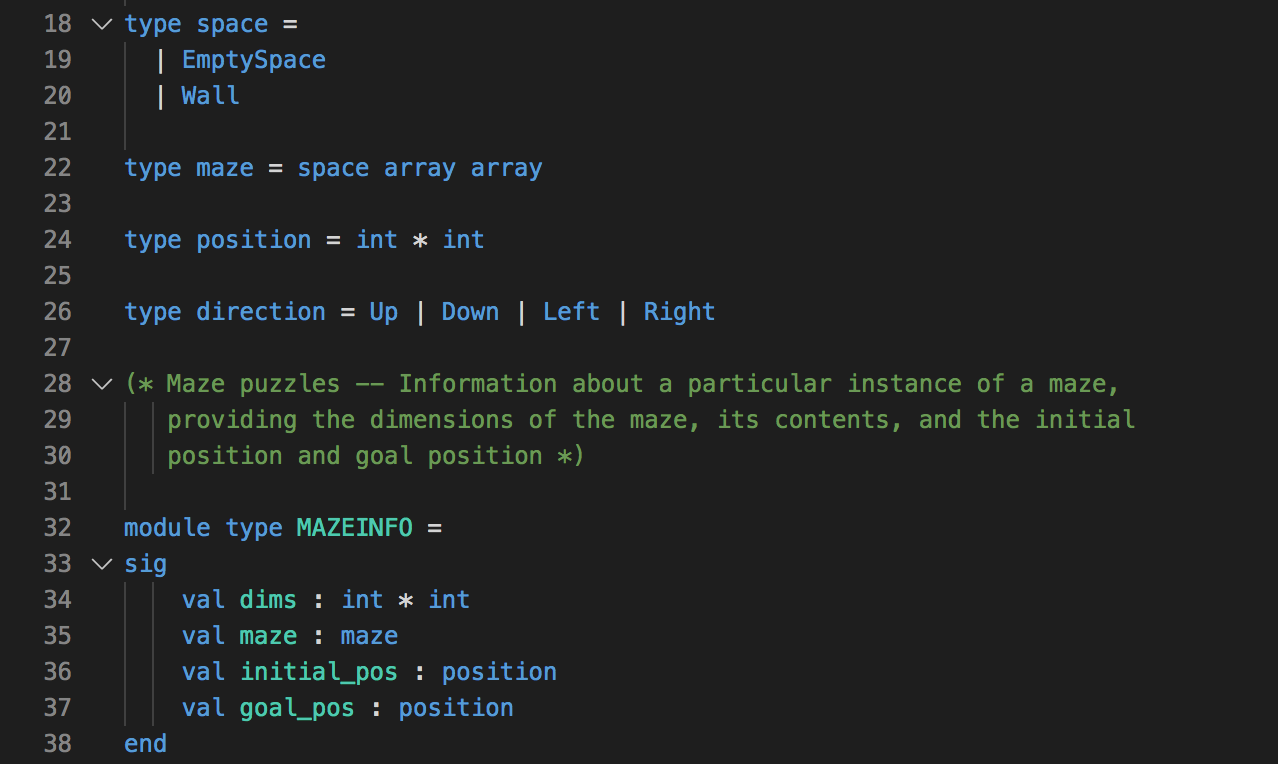 18 type space =
19   | EmptySpace
20   | Wall
21
22 type maze = space array array
23
24 type position = int * int
25
26 type direction = Up | Down | Left | Right
27
28 (* Maze puzzles -- Information about a particular instance of a maze,
29    providing the dimensions of the maze, its contents, and the initial
30    position and goal position *)
31
32 module type MAZEINFO =
33 sig
34     val dims : int * int
35     val maze : maze
36     val initial_pos : position
37     val goal_pos : position
38 end